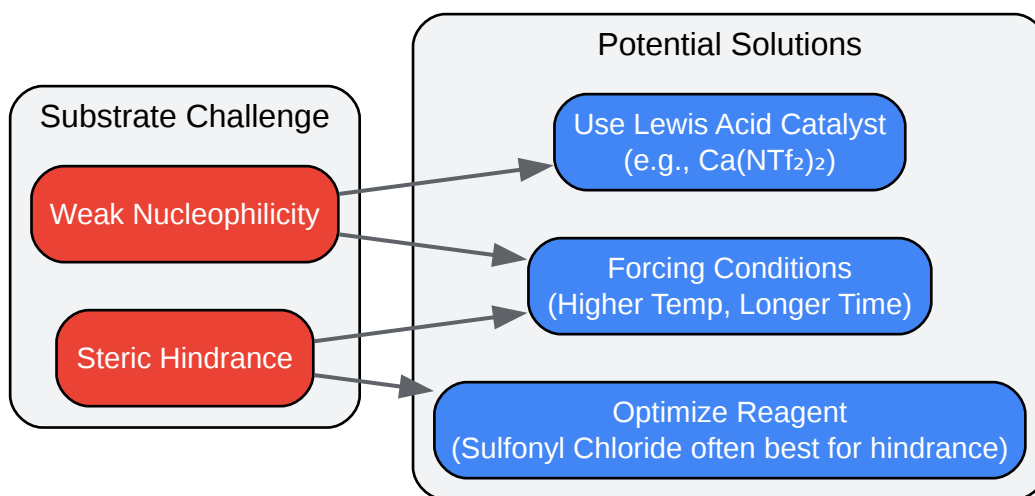 Substrate Challenge
Weak Nucleophilicity
Steric Hindrance
Potential Solutions
Use Lewis Acid Catalyst
(e.g., Ca(NTf₂)₂)
Forcing Conditions
(Higher Temp, Longer Time)
Optimize Reagent
(Sulfonyl Chloride often best for hindrance)